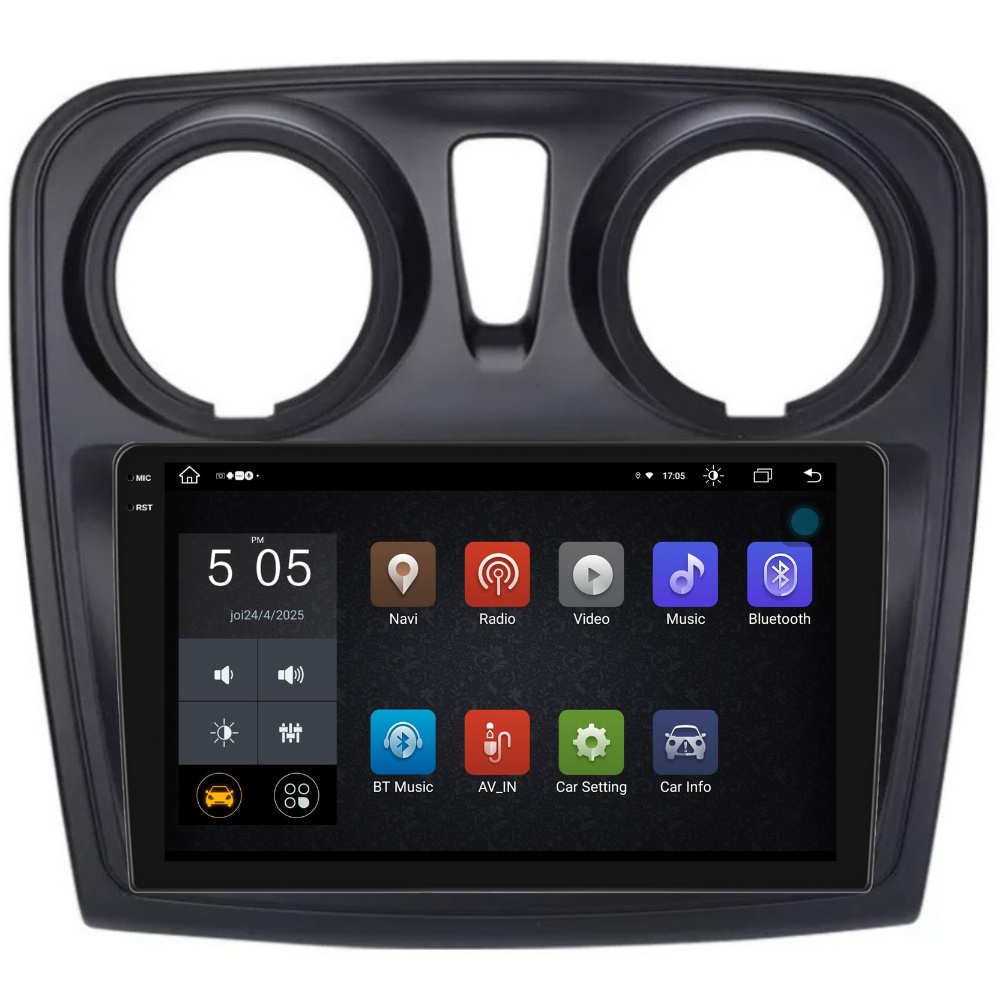 MIC
17:05
RST
PM
5 05
joi24/4/2025
Navi
Radio
Video
Music
Bluetooth
BT Music
AV_IN
Car Setting
Car Info